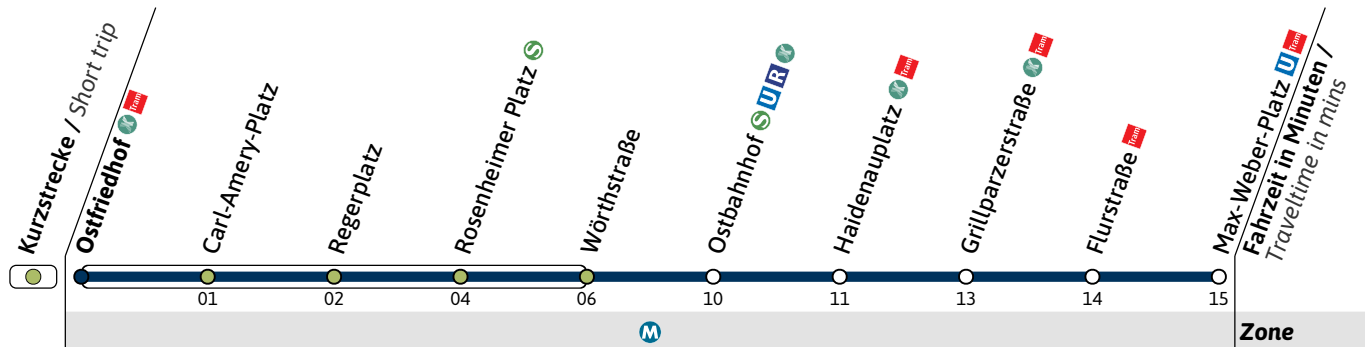 Kurzstrecke / Short trip
Ostfriedhof X Tram
Carl-Amery-Platz
Regerplatz
Rosenheimer Platz S
Wörthstraße
Ostbahnhof S U R X
Haidenauplatz X Tram
Grillparzerstraße X Tram
Flurstraße Tram
Max-Weber-Platz U Tram
Fahrzeit in Minuten /
Traveltime in mins
01 02 04 06 10 11 13 14 15
M Zone